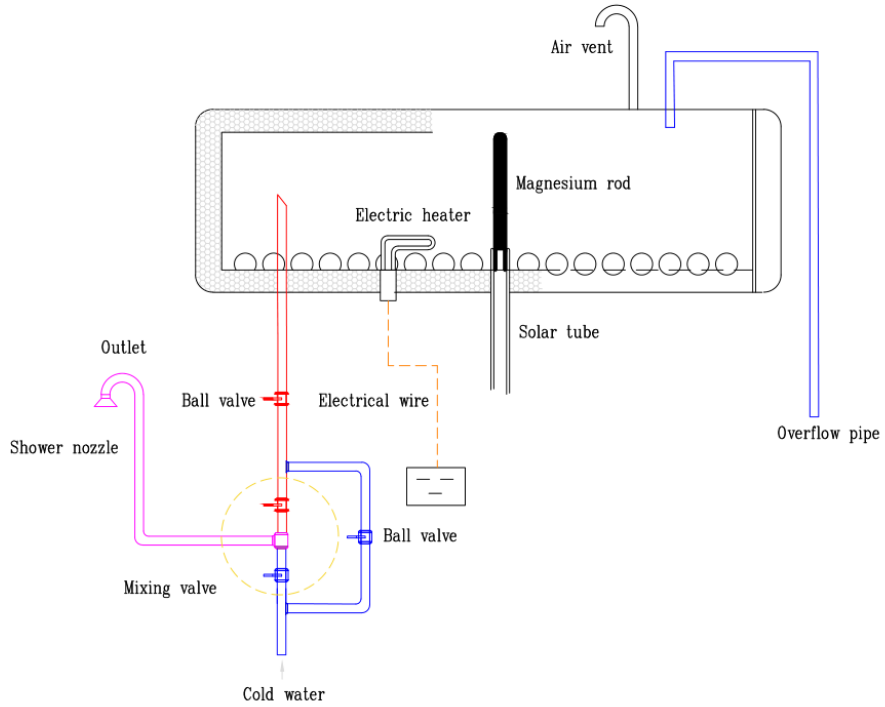 Air vent
Magnesium rod
Electric heater
Solar tube
Outlet
Ball valve
Electrical wire
Overflow pipe
Shower nozzle
Ball valve
Mixing valve
Cold water